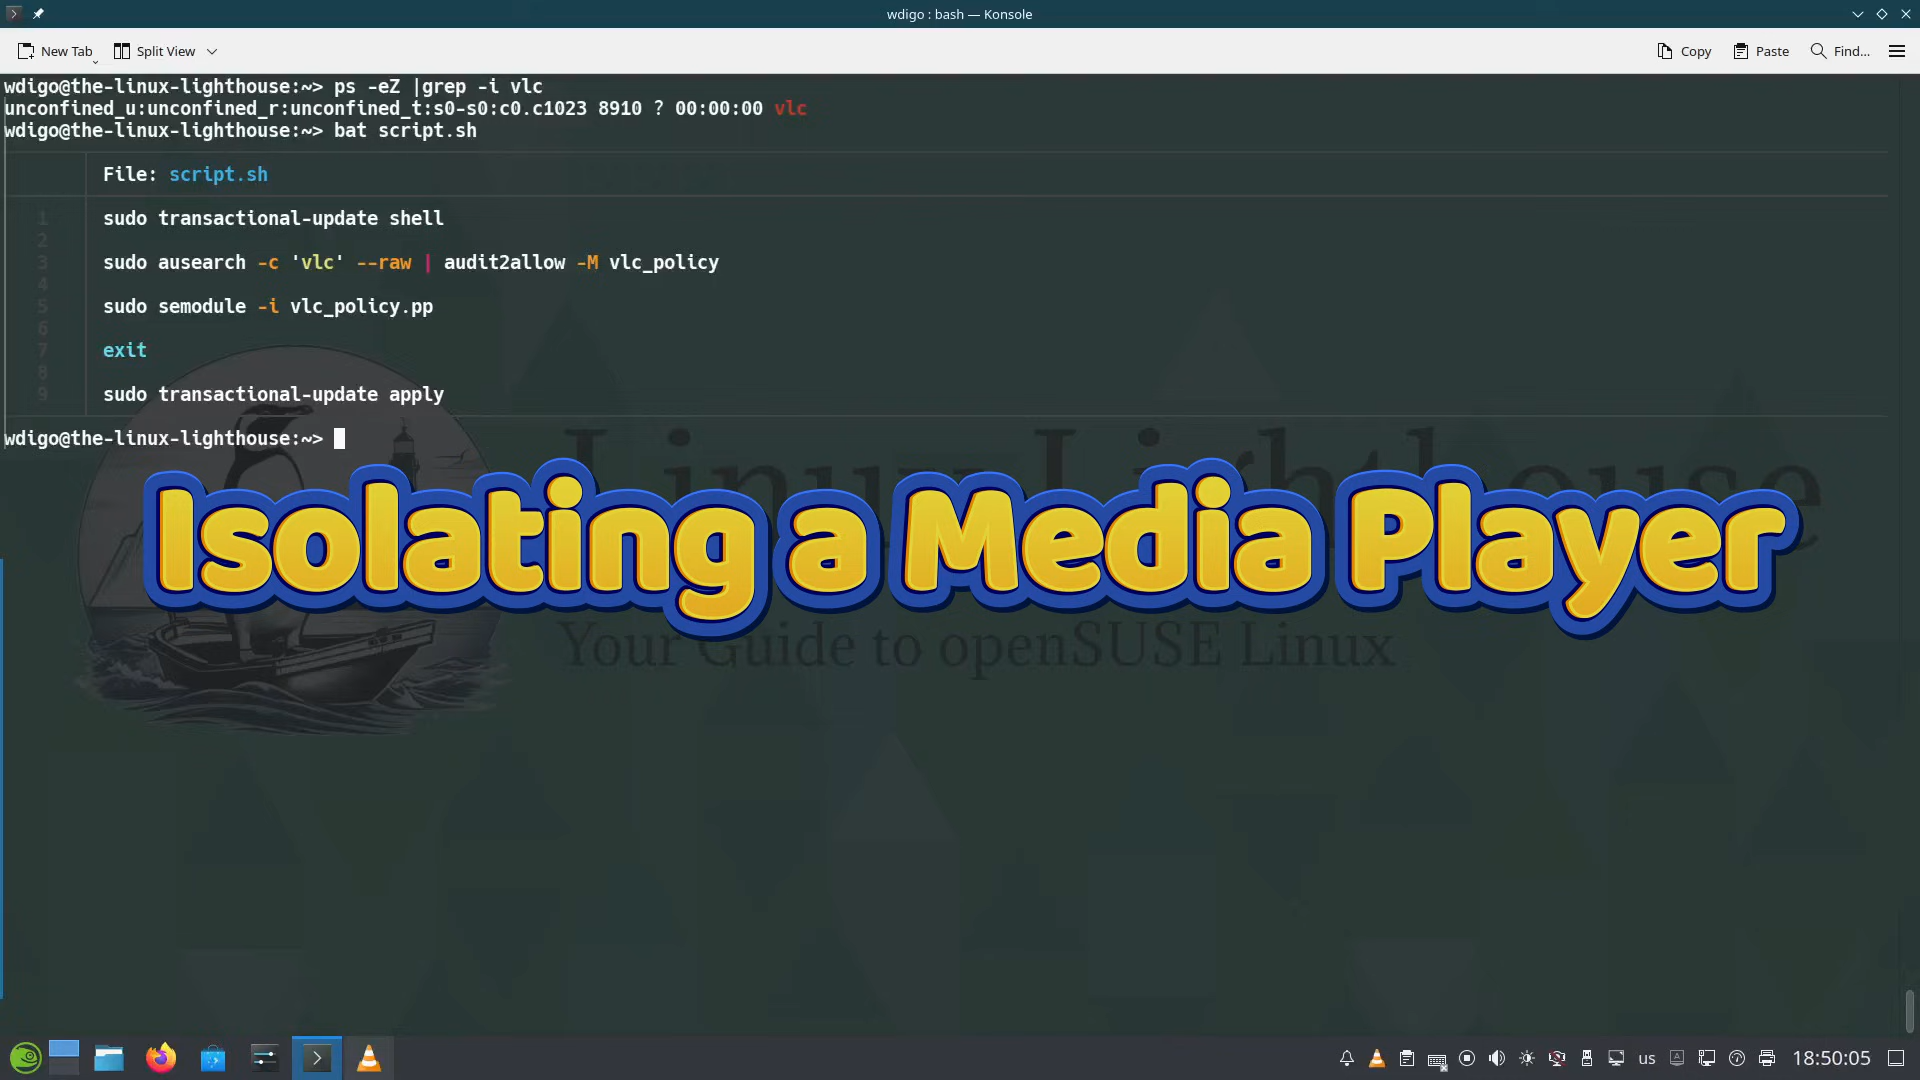 wdigo : bash — Konsole
New Tab
Split View
Copy
Paste
Find...
wdigo@the-linux-lighthouse:~> ps -eZ |grep -i vlc
unconfined_u:unconfined_r:unconfined_t:s0-s0:c0.c1023 8910 ? 00:00:00 vlc
wdigo@the-linux-lighthouse:~> bat script.sh
File: script.sh
1 sudo transactional-update shell
2
3 sudo ausearch -c 'vlc' --raw | audit2allow -M vlc_policy
4
5 sudo semodule -i vlc_policy.pp
6
7 exit
8
9 sudo transactional-update apply
wdigo@the-linux-lighthouse:~>
Linux Lighthouse
Isolating a Media Player
Your Guide to openSUSE Linux
us
18:50:05